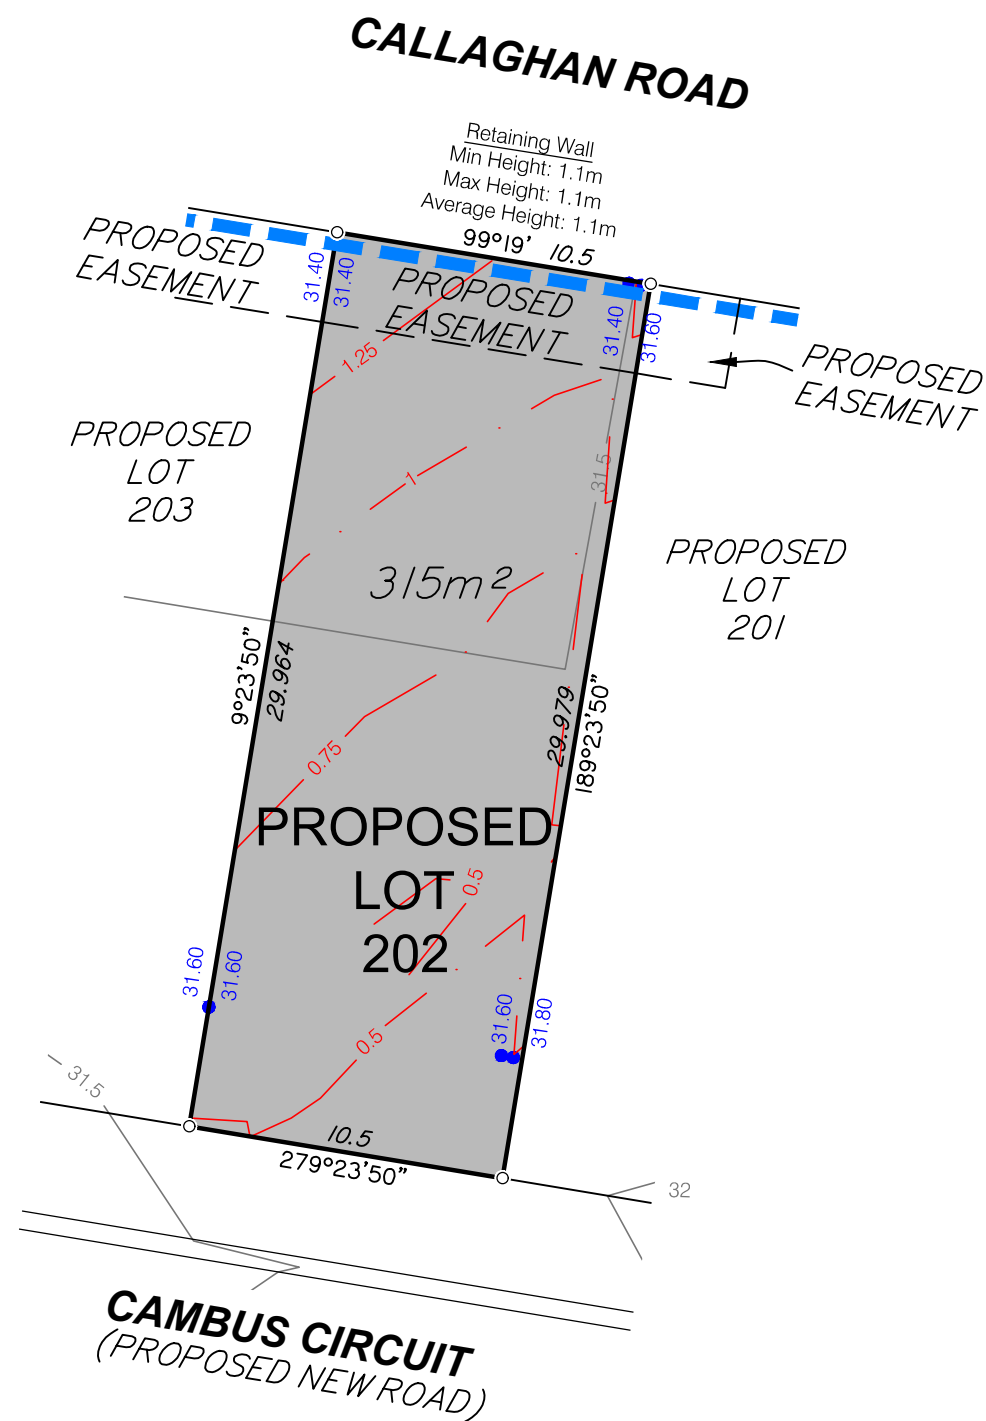 CALLAGHAN ROAD
Retaining Wall
Min Height: 1.1m
Max Height: 1.1m
Average Height: 1.1m
99°19' 10.5
PROPOSED
EASEMENT
31.40
31.40
PROPOSED
EASEMENT
31.40
31.60
PROPOSED
EASEMENT
1.25
PROPOSED
LOT
203
1
31.5
PROPOSED
LOT
201
315m²
9°23'50"
29.964
29.979
189°23'50"
0.75
PROPOSED
LOT
202
0.5
31.60
31.60
31.60
31.80
0.5
31.5
10.5
279°23'50"
32
CAMBUS CIRCUIT
(PROPOSED NEW ROAD)